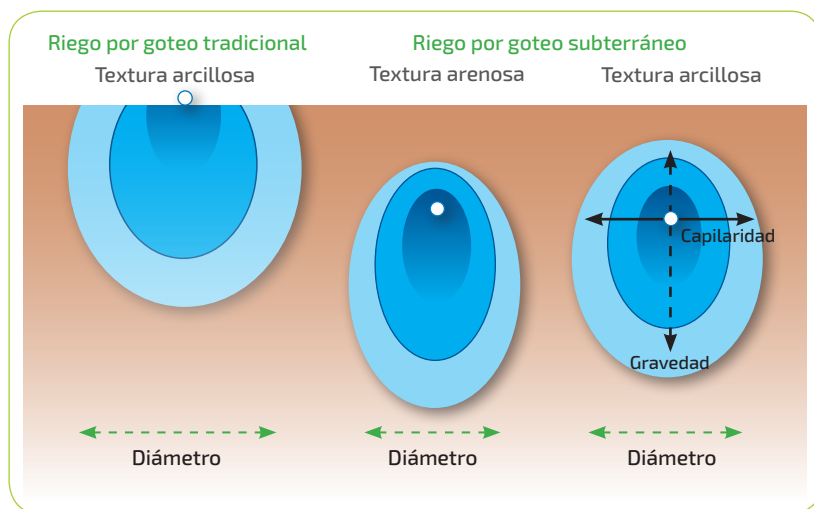 Riego por goteo tradicional
Riego por goteo subterráneo
Textura arcillosa
Textura arenosa
Textura arcillosa
Capilaridad
Gravedad
Diámetro
Diámetro
Diámetro